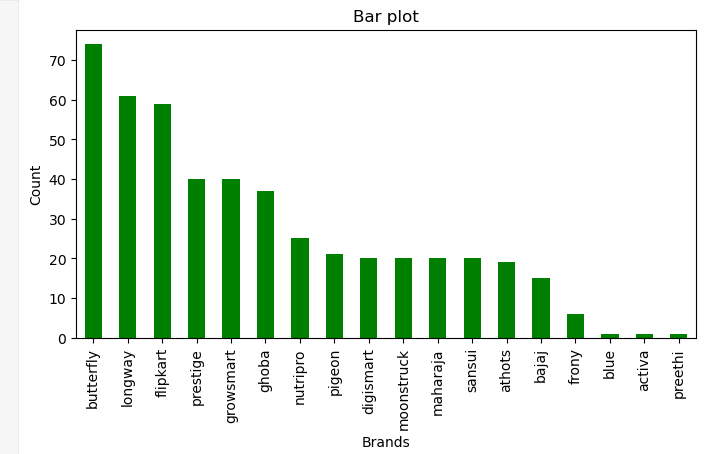 Bar plot
70
60
50
40
30
20
10
0
Count
butterfly
longway
flipkart
prestige
growsmart
ghoba
nutripro
pigeon
digismart
moonstruck
maharaja
sansui
athots
bajaj
frony
blue
activa
preethi
Brands